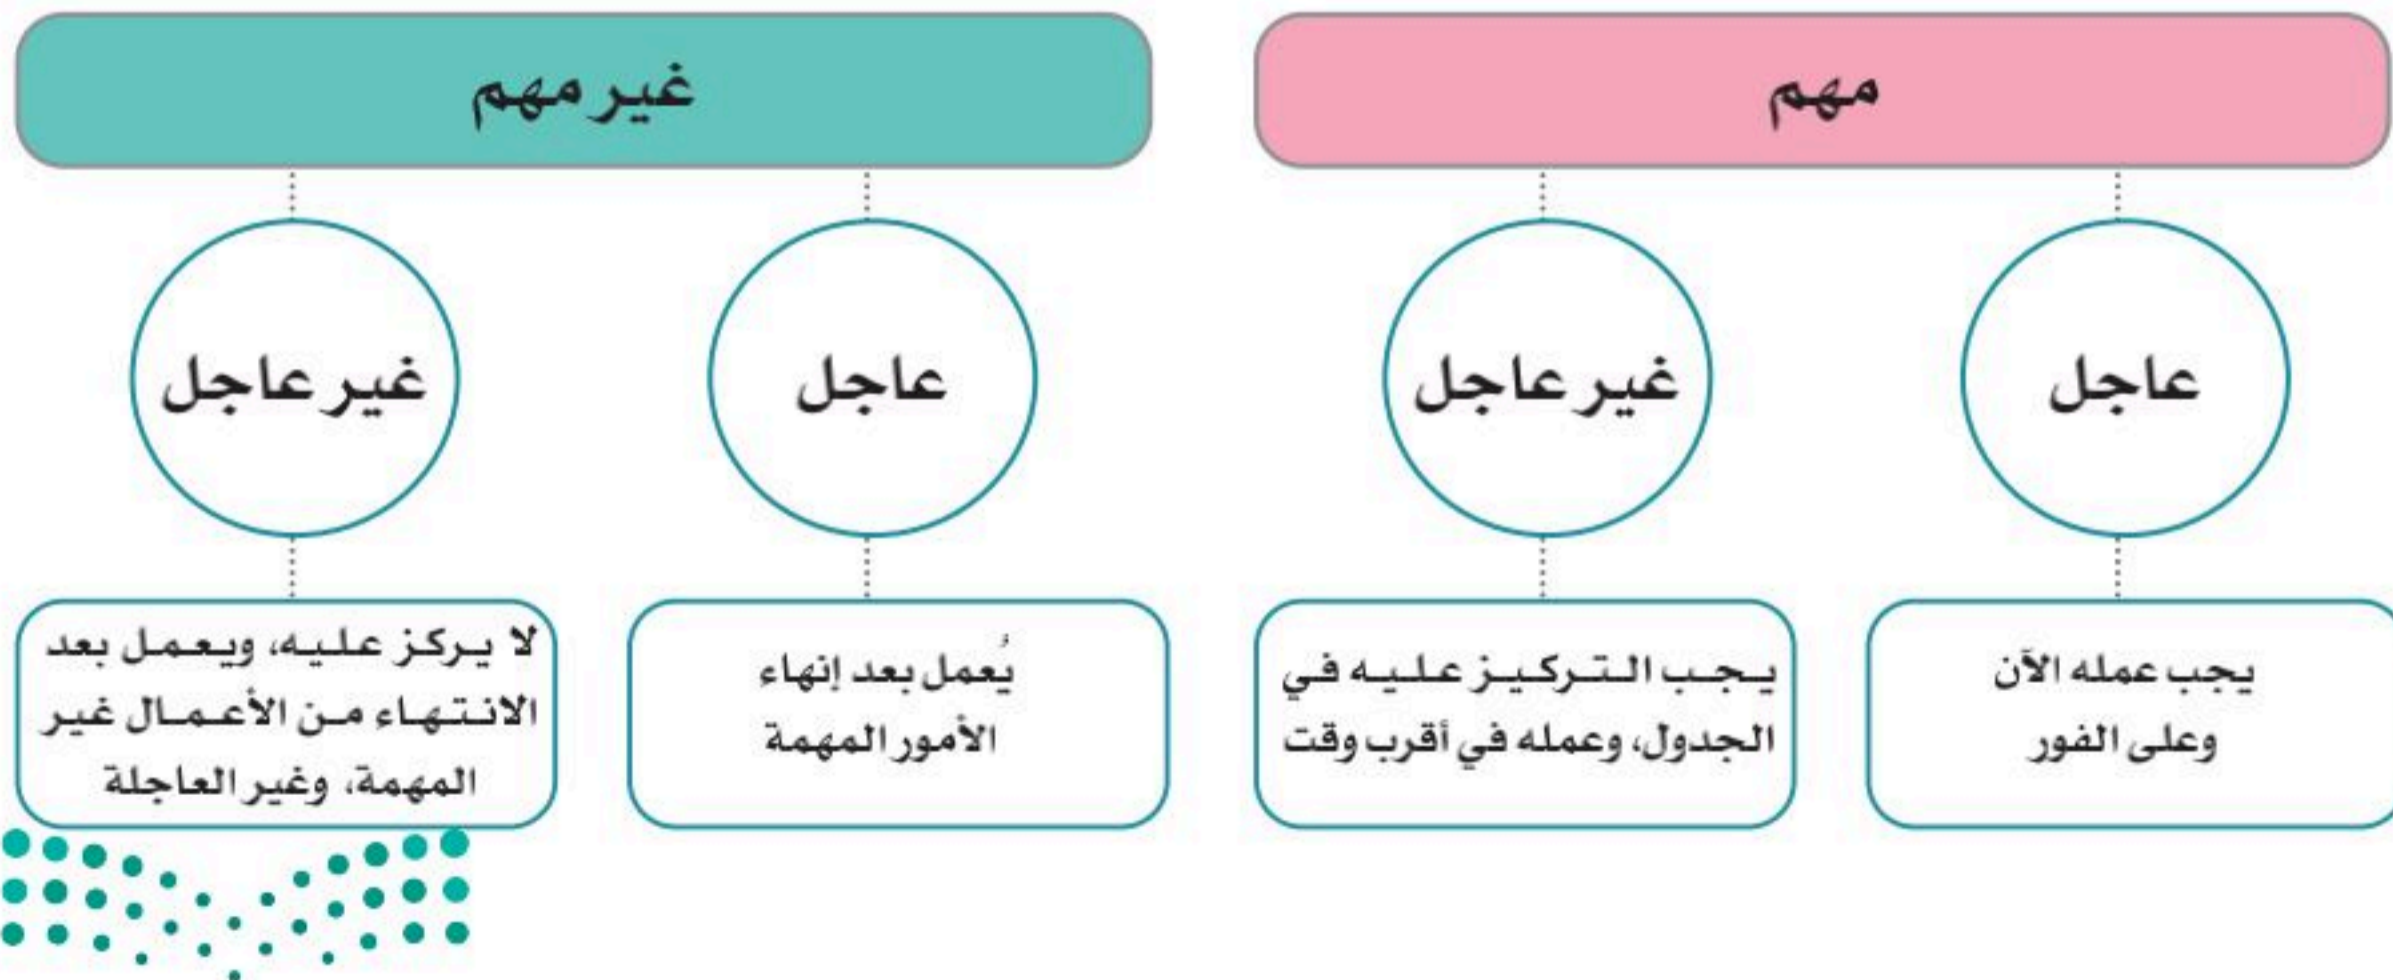 مهم
غير مهم
عاجل
غير عاجل
عاجل
غير عاجل
يجب عمله الآن
وعلى الفور
يجب التركيز عليه في
الجدول، وعمله في أقرب وقت
يُعمل بعد إنهاء
الأمور المهمة
لا يركز عليه، ويعمل بعد
الانتهاء من الأعمال غير
المهمة، وغير العاجلة